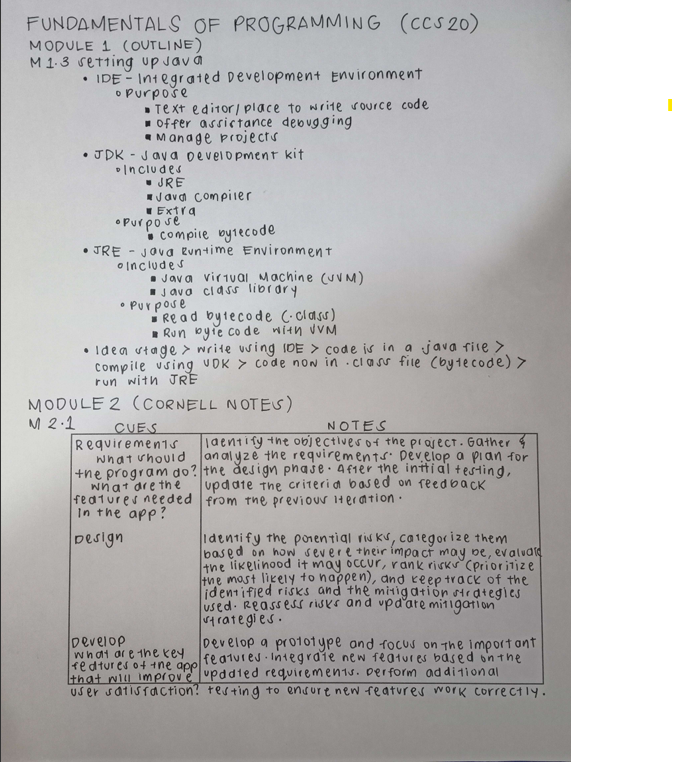 FUNDAMENTALS OF PROGRAMMING (CCS20)
MODULE 1 (OUTLINE)
M 1.3 setting up Java
• IDE - Integrated Development Environment
○ Purpose
■ Text editor/place to write source code
■ Offer assistance debugging
■ Manage projects
• JDK - Java Development kit
○ Includes
■ JRE
■ Java compiler
■ Extra
○ Purpose
■ Compile bytecode
• JRE - Java Runtime Environment
○ Includes
■ Java Virtual Machine (JVM)
■ Java class library
○ Purpose
■ Read bytecode (.class)
■ Run byte code with JVM
• Idea stage > write using IDE > code is in a java file >
compile using JDK > code now in .class file (bytecode) >
run with JRE
MODULE 2 (CORNELL NOTES)
M 2.1
CUES
NOTES
Requirements
what should
the program do?
what are the
features needed
in the app?
Identify the objectives of the project. Gather &
analyze the requirements. Develop a plan for
the design phase. After the initial testing,
update the criteria based on feedback
from the previous iteration.
Design
Identify the potential risks, categorize them
based on how severe their impact may be, evaluate
the likelihood it may occur, rank risks (prioritize
the most likely to happen), and keep track of the
identified risks and the mitigation strategies
used. Reassess risks and update mitigation
strategies.
Develop
what are the key
features of the app
that will improve
user satisfaction?
Develop a prototype and focus on the important
features. Integrate new features based on the
updated requirements. Perform additional
testing to ensure new features work correctly.